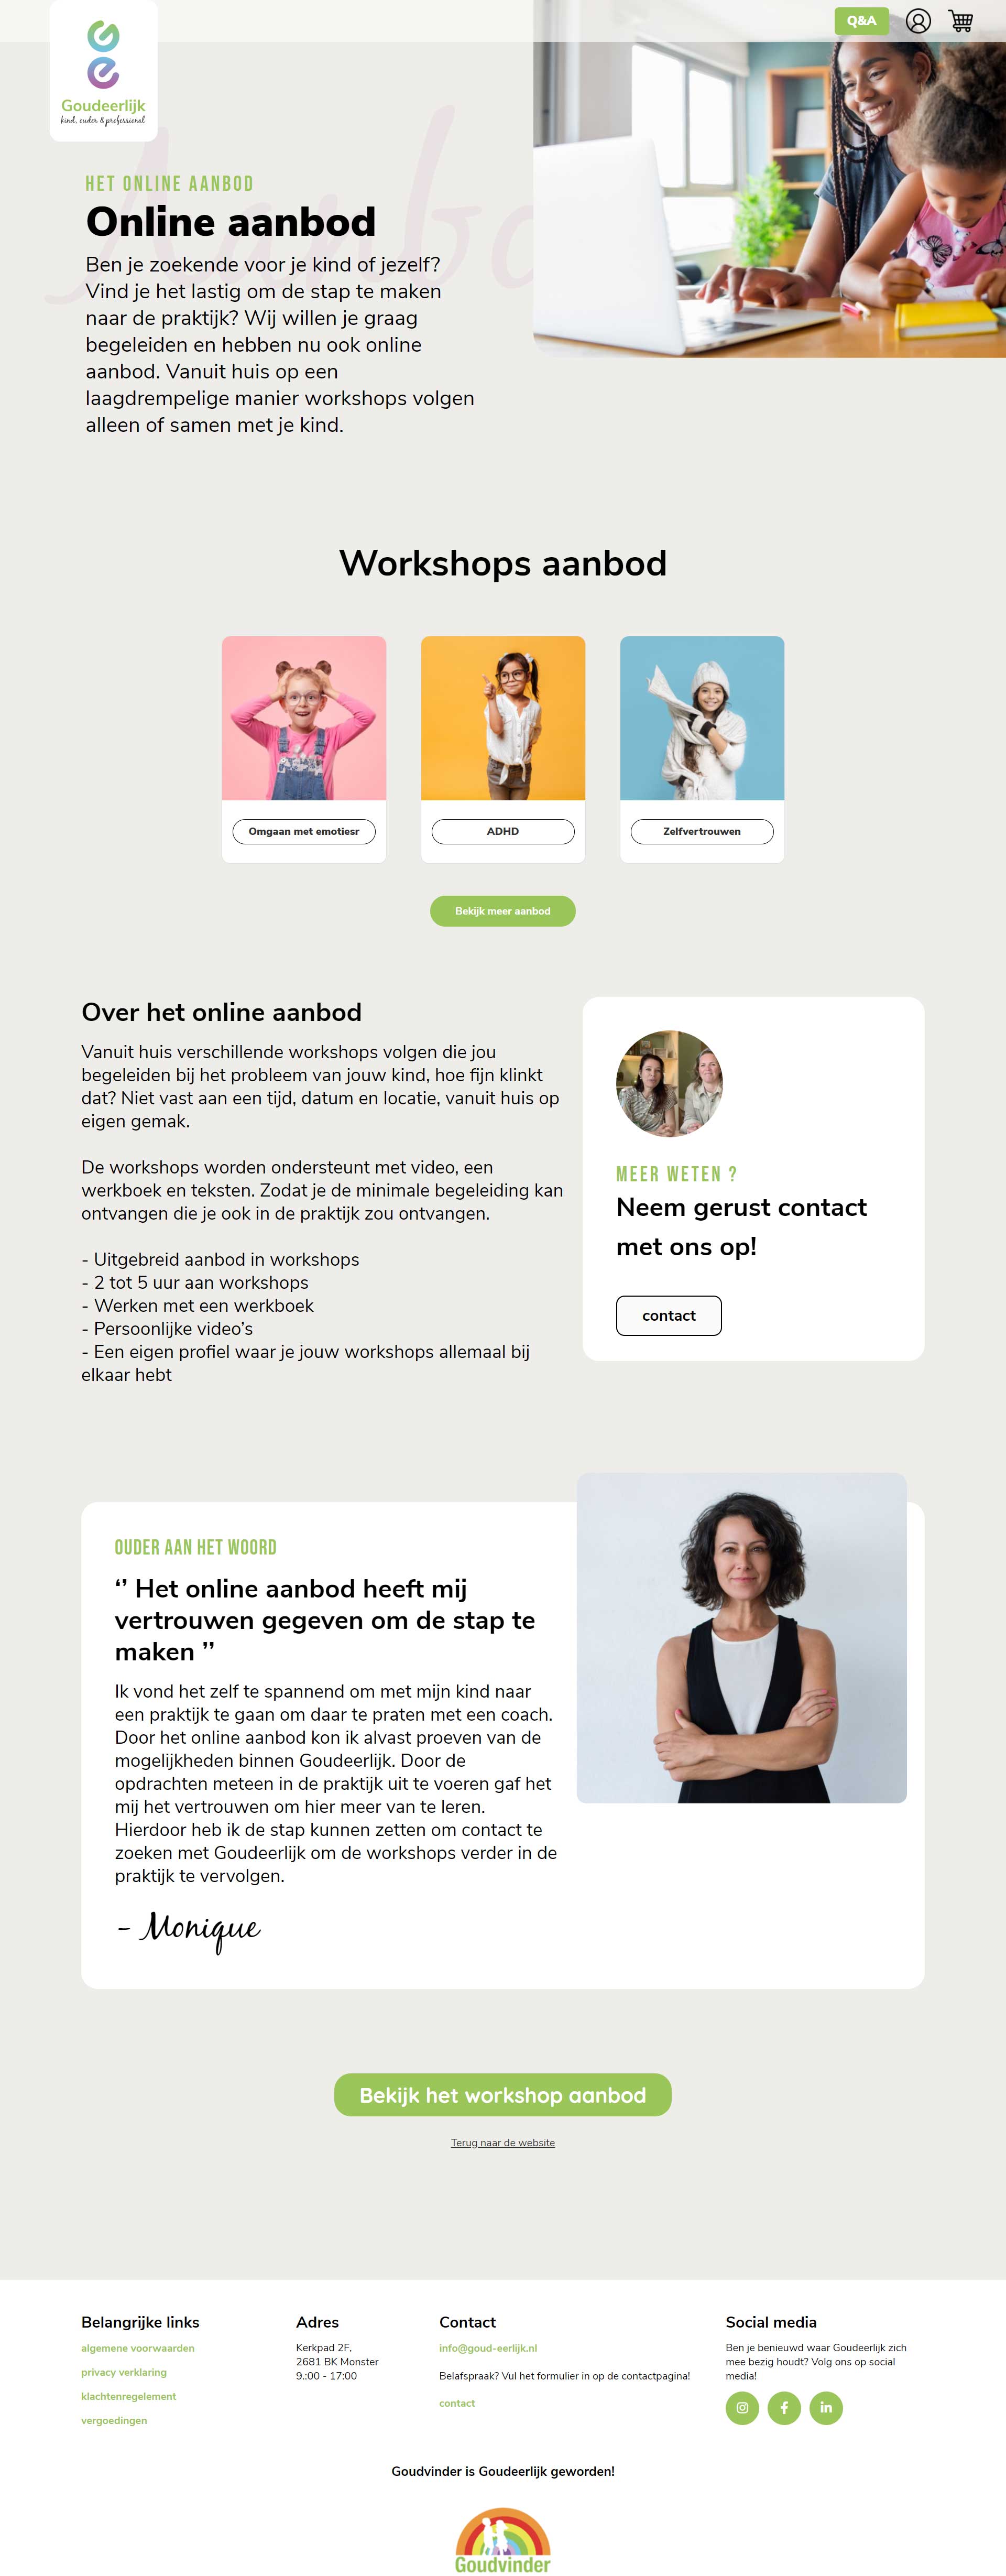 Q&A
Goudeerlijk
kind, ouder & professional
Aanbo
HET ONLINE AANBOD
Online aanbod
Ben je zoekende voor je kind of jezelf?
Vind je het lastig om de stap te maken
naar de praktijk? Wij willen je graag
begeleiden en hebben nu ook online
aanbod. Vanuit huis op een
laagdrempelige manier workshops volgen
alleen of samen met je kind.
Workshops aanbod
Omgaan met emotiesr
ADHD
Zelfvertrouwen
Bekijk meer aanbod
Over het online aanbod
Vanuit huis verschillende workshops volgen die jou
begeleiden bij het probleem van jouw kind, hoe fijn klinkt
dat? Niet vast aan een tijd, datum en locatie, vanuit huis op
eigen gemak.
De workshops worden ondersteunt met video, een
werkboek en teksten. Zodat je de minimale begeleiding kan
ontvangen die je ook in de praktijk zou ontvangen.
- Uitgebreid aanbod in workshops
- 2 tot 5 uur aan workshops
- Werken met een werkboek
- Persoonlijke video’s
- Een eigen profiel waar je jouw workshops allemaal bij
elkaar hebt
MEER WETEN ?
Neem gerust contact
met ons op!
contact
OUDER AAN HET WOORD
‘’ Het online aanbod heeft mij
vertrouwen gegeven om de stap te
maken ’’
Ik vond het zelf te spannend om met mijn kind naar
een praktijk te gaan om daar te praten met een coach.
Door het online aanbod kon ik alvast proeven van de
mogelijkheden binnen Goudeerlijk. Door de
opdrachten meteen in de praktijk uit te voeren gaf het
mij het vertrouwen om hier meer van te leren.
Hierdoor heb ik de stap kunnen zetten om contact te
zoeken met Goudeerlijk om de workshops verder in de
praktijk te vervolgen.
- Monique
Bekijk het workshop aanbod
Terug naar de website
Belangrijke links
algemene voorwaarden
privacy verklaring
klachtenregelement
vergoedingen
Adres
Kerkpad 2F,
2681 BK Monster
9.:00 - 17:00
Contact
info@goud-eerlijk.nl
Belafspraak? Vul het formulier in op de contactpagina!
contact
Social media
Ben je benieuwd waar Goudeerlijk zich
mee bezig houdt? Volg ons op social
media!
Goudvinder is Goudeerlijk geworden!
Goudvinder